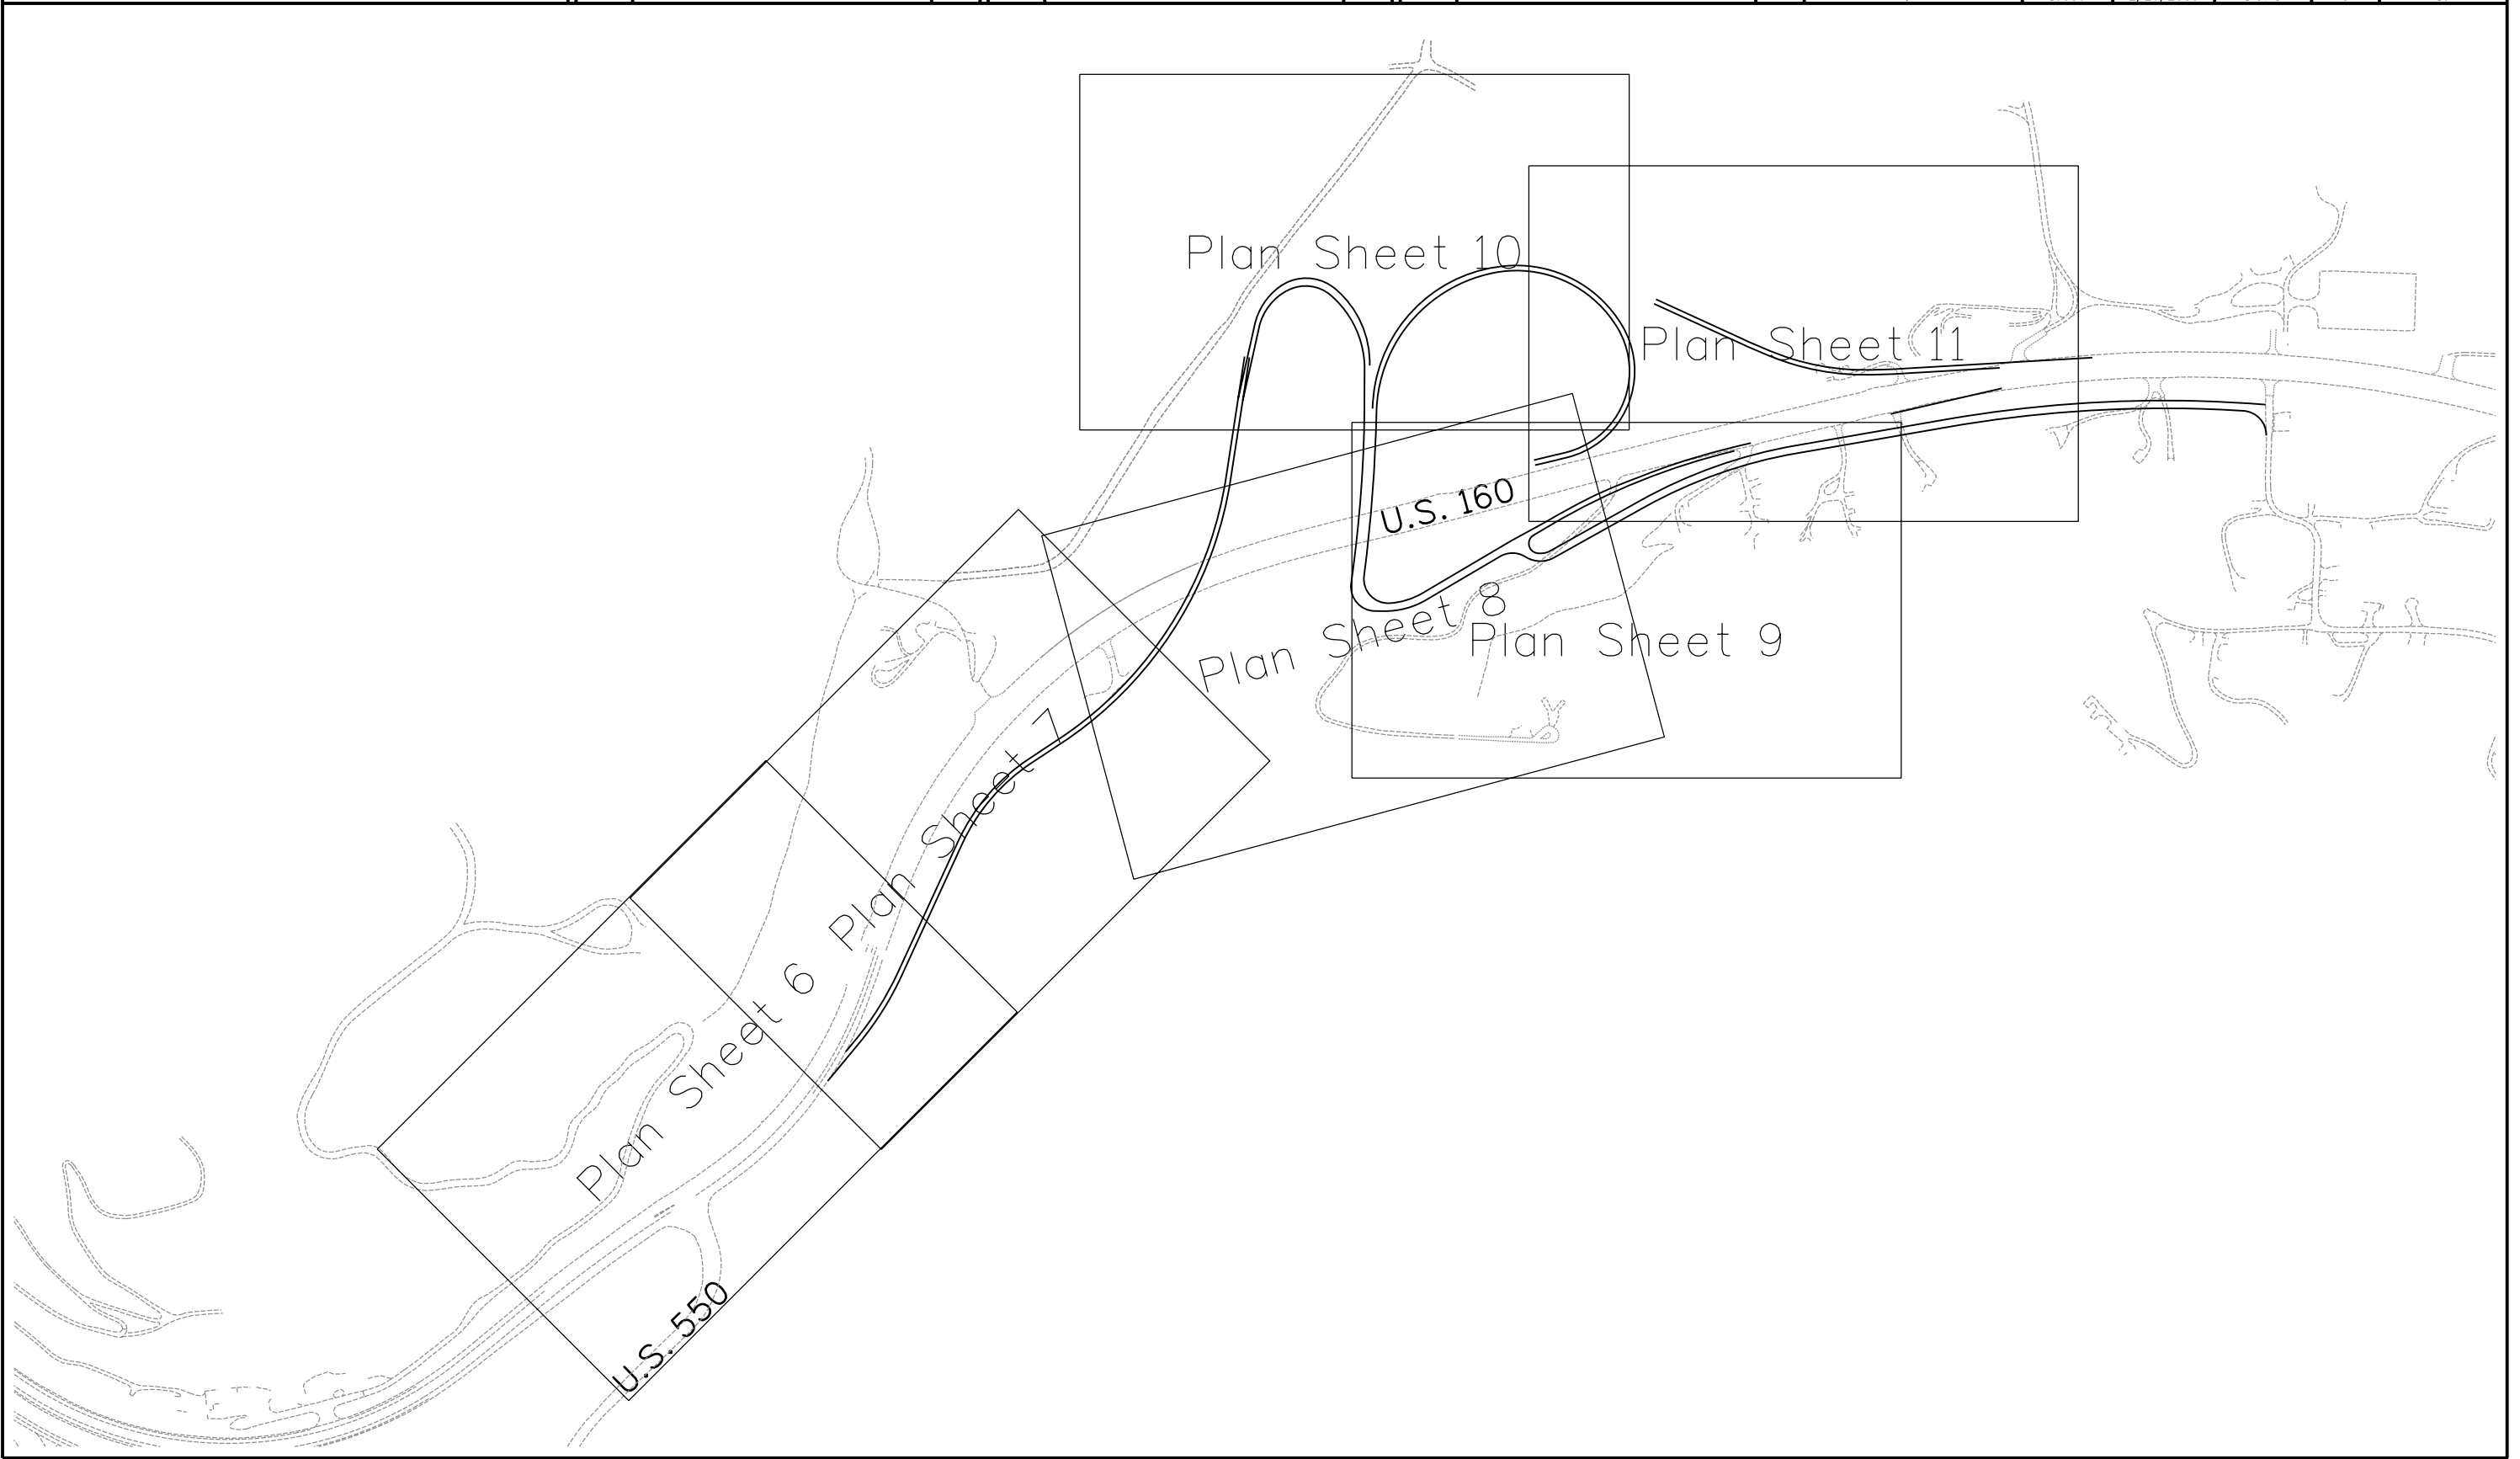 Plan Sheet 10
Plan Sheet 11
U.S. 160
Plan Sheet 8
Plan Sheet 9
Plan Sheet 7
Plan Sheet 6
U.S. 550